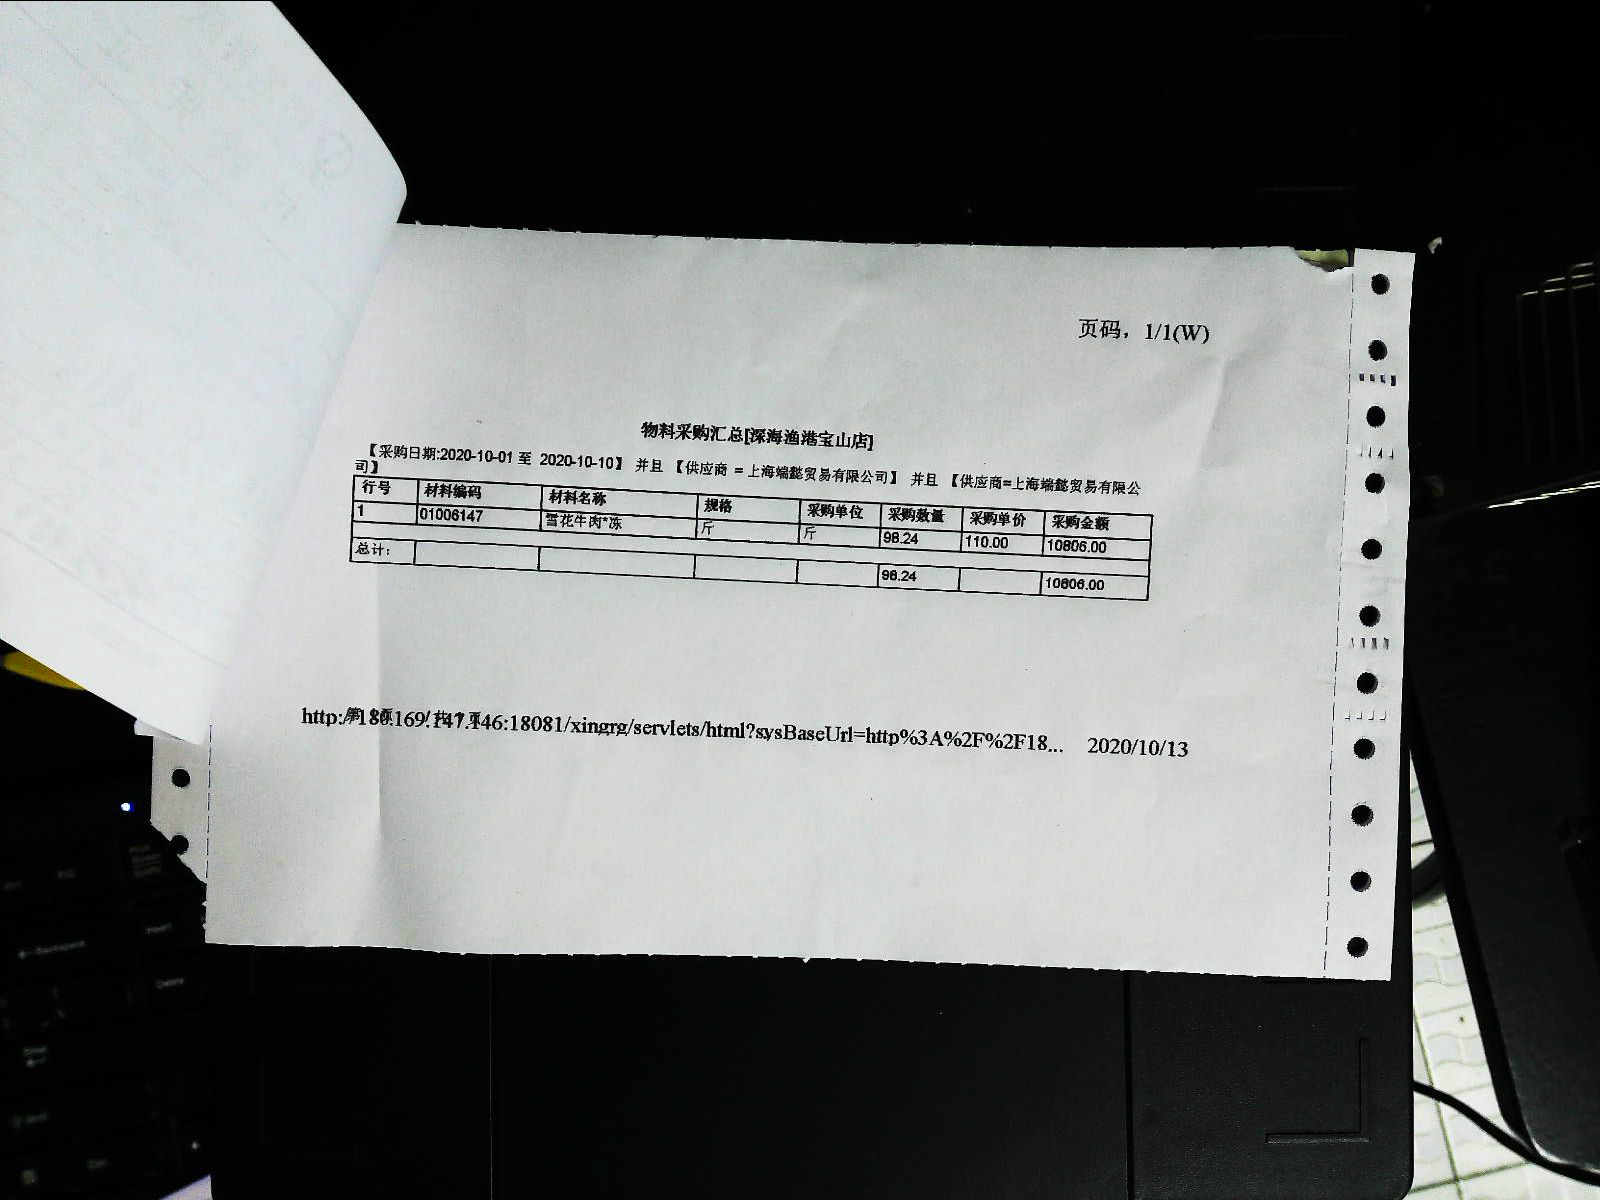 页码，1/1(W)
物料采购汇总[深海渔港宝山店]
【采购日期:2020-10-01 至 2020-10-10】 并且 【供应商 = 上海端懿贸易有限公司】 并且 【供应商=上海端懿贸易有限公
司】
行号 材料编码 材料名称 规格 采购单位 采购数量 采购单价 采购金额
1 01006147 雪花牛肉*冻 斤 斤 98.24 110.00 10806.00
总计： 98.24 10806.00
http://180.169.147.146:18081/xingrg/servlets/html?sysBaseUrl=http%3A%2F%2F18... 2020/10/13
Backspace
Delete